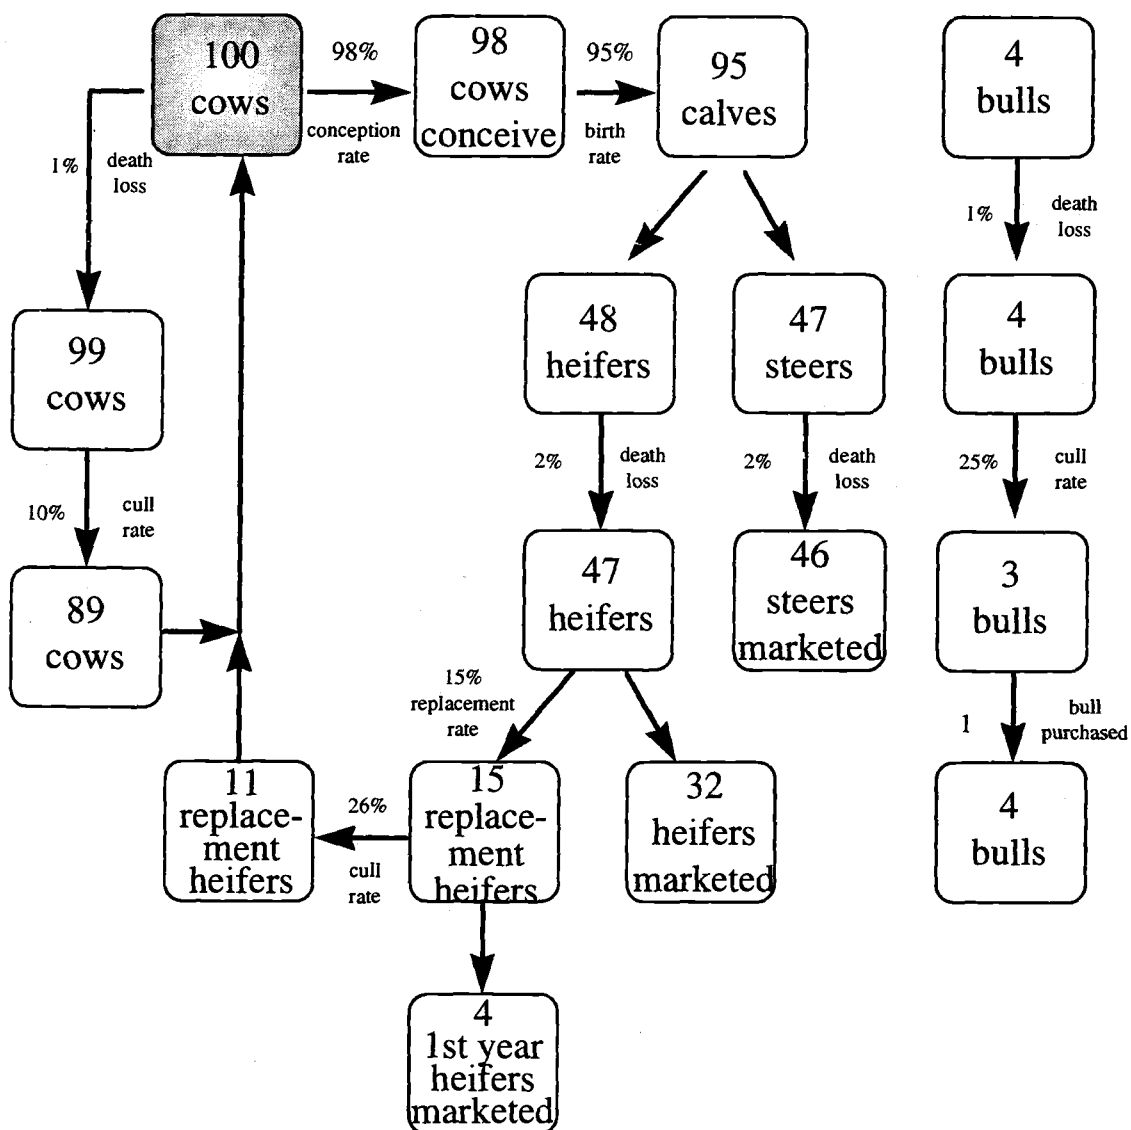 100
cows
98%
conception
rate
98
cows
conceive
95%
birth
rate
95
calves
4
bulls
1%
death
loss
1%
death
loss
99
cows
48
heifers
47
steers
4
bulls
10%
cull
rate
2%
death
loss
2%
death
loss
25%
cull
rate
89
cows
47
heifers
46
steers
marketed
3
bulls
15%
replacement
rate
1
bull
purchased
11
replace-
ment
heifers
26%
cull
rate
15
replace-
ment
heifers
32
heifers
marketed
4
bulls
4
1st year
heifers
marketed